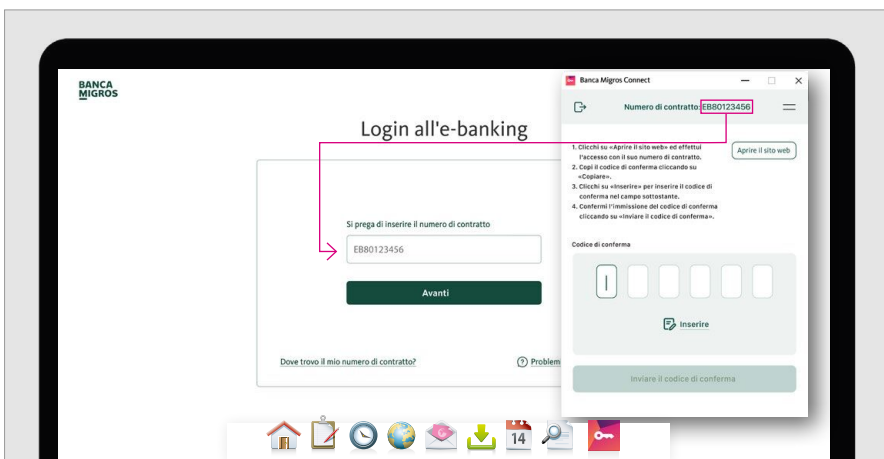 BANCA
MIGROS
Login all'e-banking
Si prega di inserire il numero di contratto
EB80123456
Avanti
Dove trovo il mio numero di contratto?
? Problem
Banca Migros Connect
Numero di contratto: EB80123456
1. Clicchi su «Aprire il sito web» ed effettui
l'accesso con il suo numero di contratto.
2. Copi il codice di conferma cliccando su
«Copiare».
3. Clicchi su «Inserire» per inserire il codice di
conferma nel campo sottostante.
4. Confermi l'immissione del codice di conferma
cliccando su «Inviare il codice di conferma».
Aprire il sito web
Codice di conferma
Inserire
Inviare il codice di conferma
14